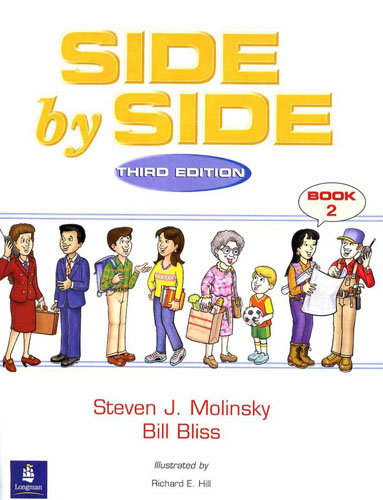 SIDE
by SIDE
THIRD EDITION
BOOK
2
Steven J. Molinsky
Bill Bliss
Illustrated by
Richard E. Hill
Longman